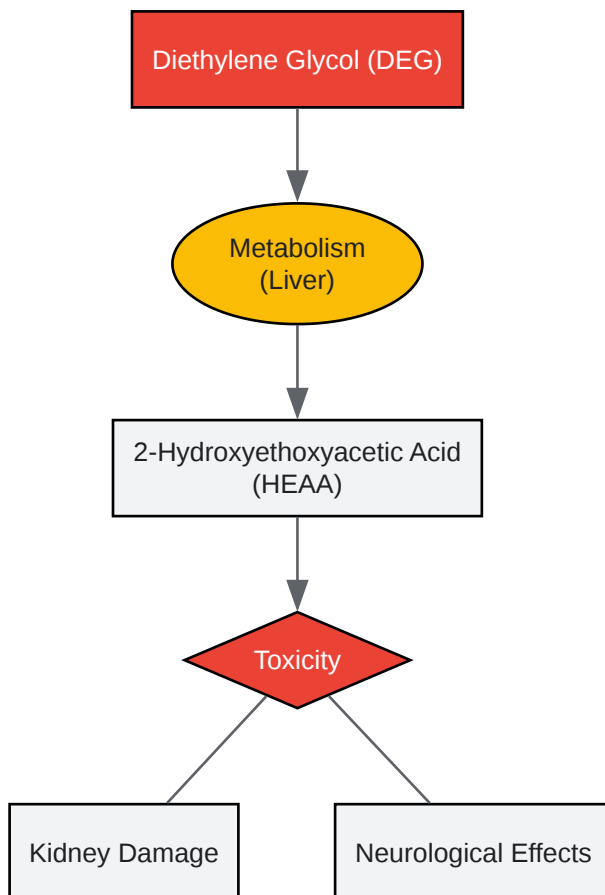 Diethylene Glycol (DEG)
Metabolism
(Liver)
2-Hydroxyethoxyacetic Acid
(HEAA)
Toxicity
Kidney Damage
Neurological Effects